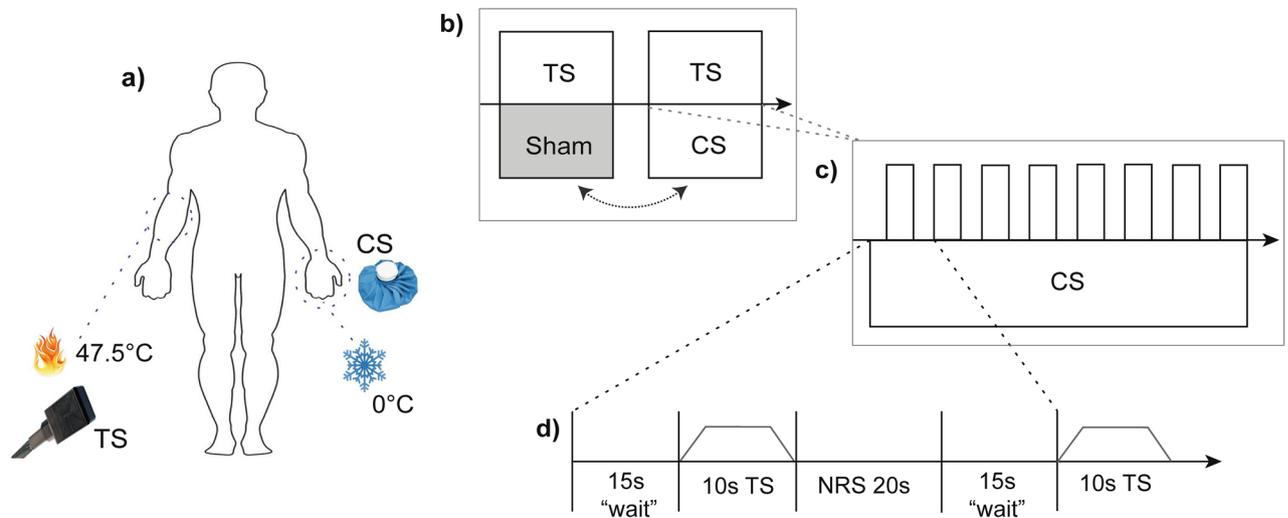 a)
CS
47.5°C
0°C
TS
b)
TS
TS
Sham
CS
c)
CS
d)
15s
“wait”
10s TS
NRS 20s
15s
“wait”
10s TS